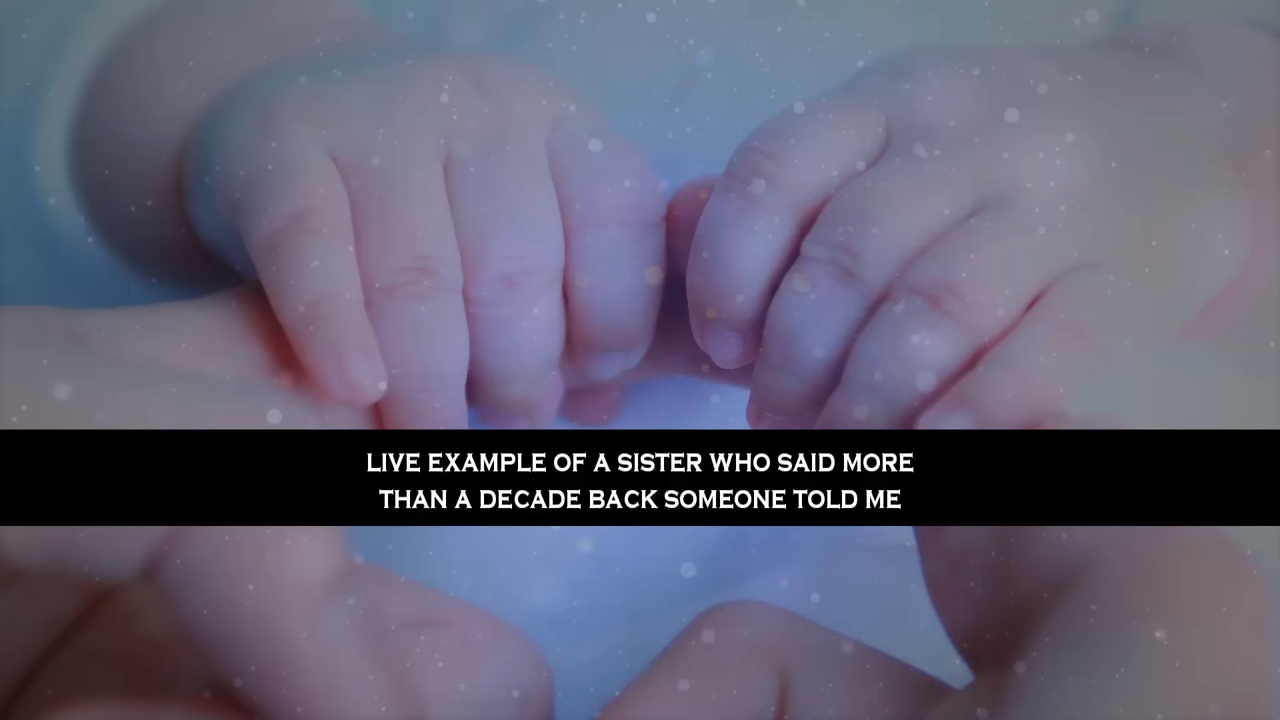 LIVE EXAMPLE OF A SISTER WHO SAID MORE
THAN A DECADE BACK SOMEONE TOLD ME